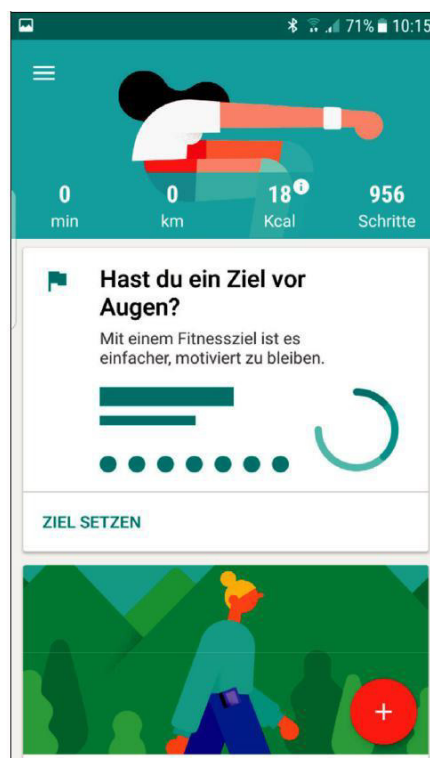 71% 10:15
0 0 18 956
min km Kcal Schritte
Hast du ein Ziel vor
Augen?
Mit einem Fitnessziel ist es
einfacher, motiviert zu bleiben.
ZIEL SETZEN
+